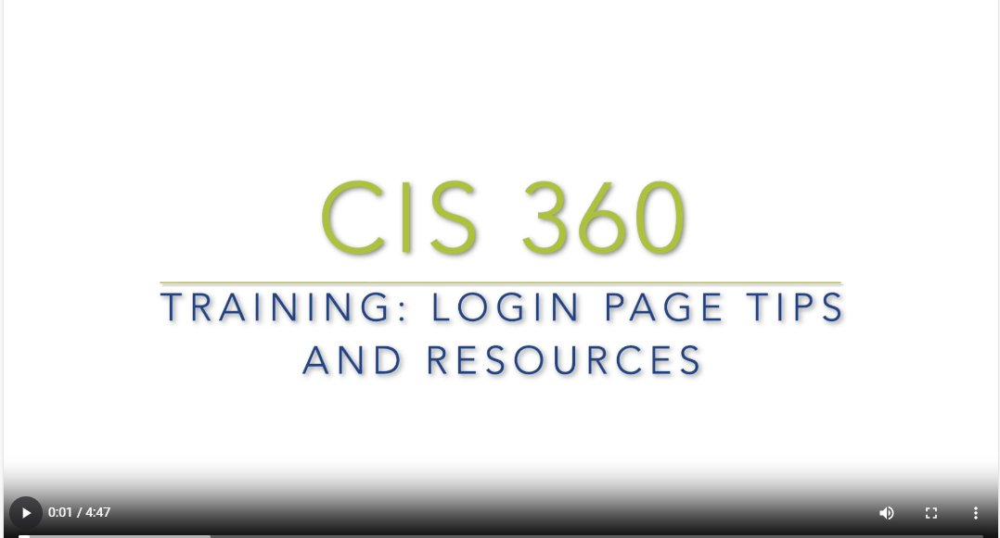 CIS 360
TRAINING: LOGIN PAGE TIPS
AND RESOURCES
0:01 / 4:47